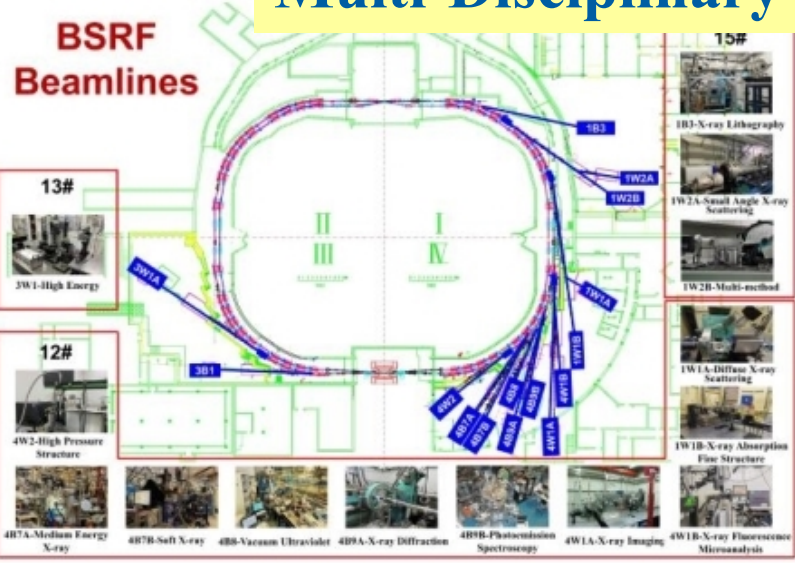 Multi-Disciplinary
BSRF
Beamlines
15#
1B3-X-ray Lithography
1W2A-Small Angle X-ray
Scattering
1W2B-Multi-method
13#
3W1-High Energy
1B3
1W2A
1W2B
II
I
III
IV
3W1A
1W1A
1W1B
3B1
4W2
4B7A
4B7B
4B8
4B9A
4B9B
4W1A
4W1B
12#
4W2-High Pressure
Structure
1W1A-Diffuse X-ray
Scattering
1W1B-X-ray Absorption
Fine Structure
4B7A-Medium Energy
X-ray
4B7B-Soft X-ray
4B8-Vacuum Ultraviolet
4B9A-X-ray Diffraction
4B9B-Photoemission
Spectroscopy
4W1A-X-ray Imaging
4W1B-X-ray Fluorescence
Microanalysis